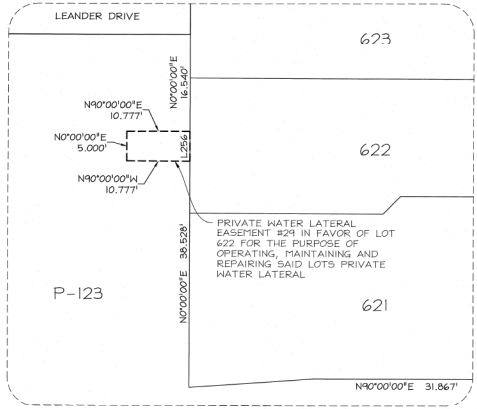 LEANDER DRIVE
623
N0°00'00"E
16.540'
N90°00'00"E
10.777'
N0°00'00"E
5.000'
L256
622
N90°00'00"W
10.777'
PRIVATE WATER LATERAL
EASEMENT #29 IN FAVOR OF LOT
622 FOR THE PURPOSE OF
OPERATING, MAINTAINING AND
REPAIRING SAID LOTS PRIVATE
WATER LATERAL
N0°00'00"E 38.528'
P-123
621
N90°00'00"E 31.867'